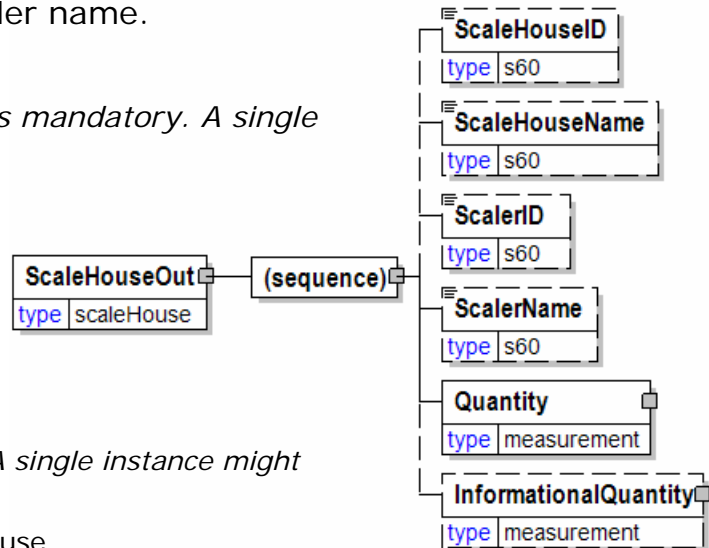 ler name.
s mandatory. A single
A single instance might
use
ScaleHouseOut
type scaleHouse
(sequence)
ScaleHouseID
type s60
ScaleHouseName
type s60
ScalerID
type s60
ScalerName
type s60
Quantity
type measurement
InformationalQuantity
type measurement